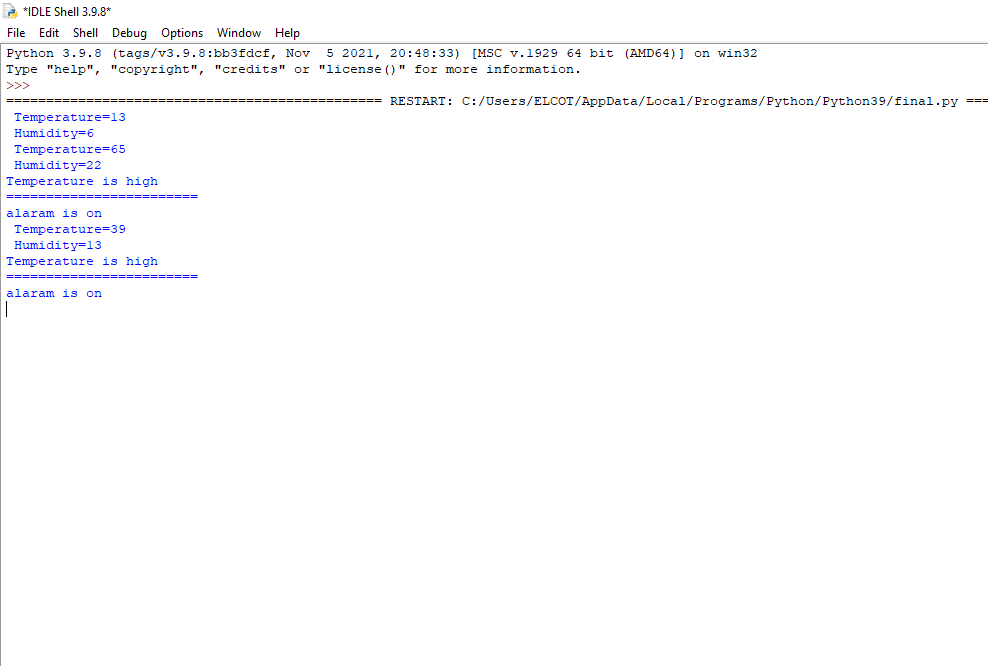 *IDLE Shell 3.9.8*
File Edit Shell Debug Options Window Help
Python 3.9.8 (tags/v3.9.8:bb3fdcf, Nov  5 2021, 20:48:33) [MSC v.1929 64 bit (AMD64)] on win32
Type "help", "copyright", "credits" or "license()" for more information.
>>>
=============================================== RESTART: C:/Users/ELCOT/AppData/Local/Programs/Python/Python39/final.py ===
 Temperature=13
 Humidity=6
 Temperature=65
 Humidity=22
Temperature is high
========================
alaram is on
 Temperature=39
 Humidity=13
Temperature is high
========================
alaram is on